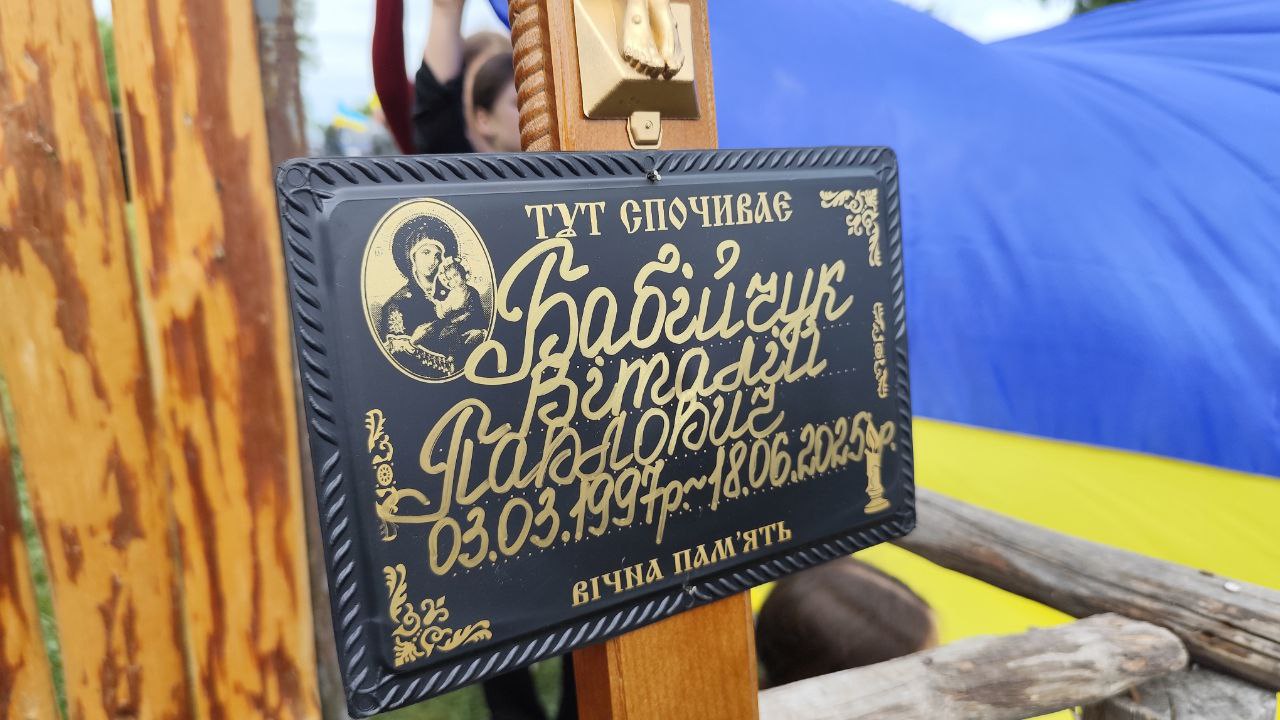 ТУТ СПОЧИВАЄ
Бабійчук
Віталій
Павлович
03.03.1997р.~18.06.2025р.
ВІЧНА ПАМ'ЯТЬ